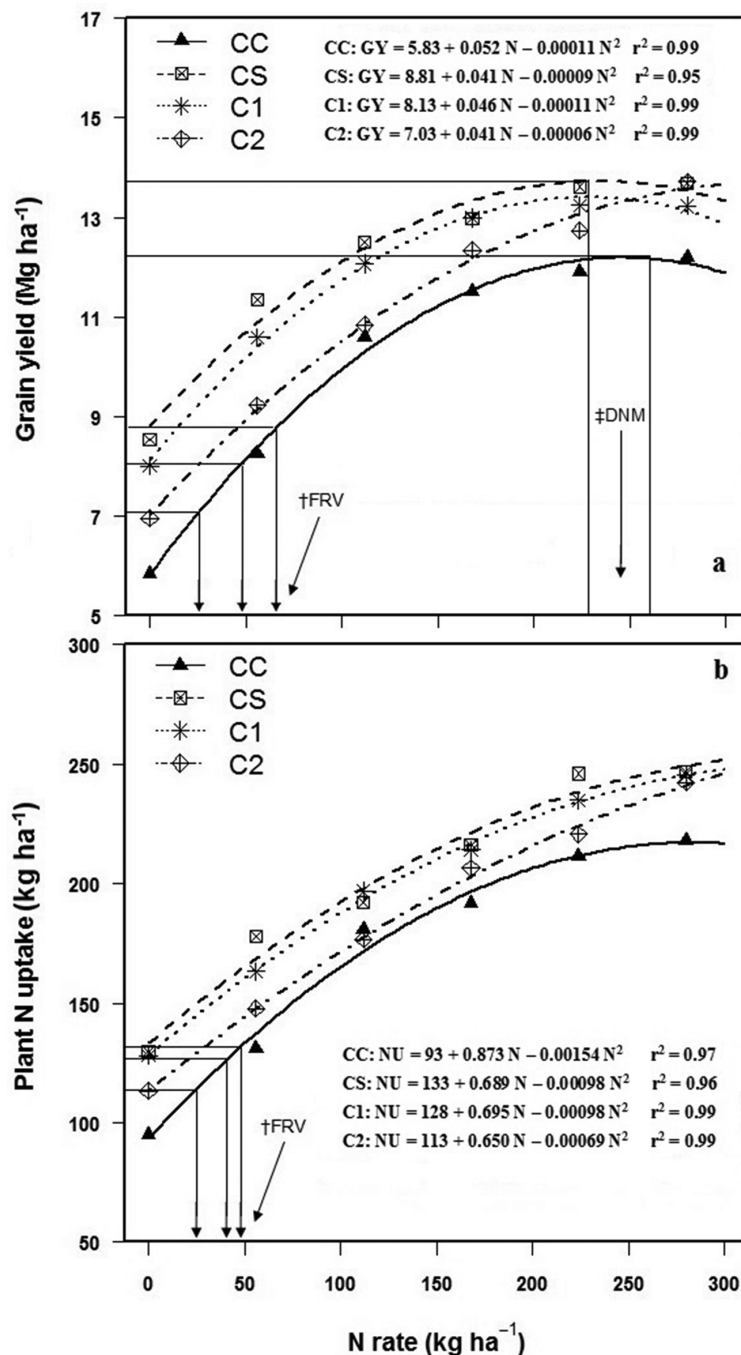 17
15
13
11
9
7
5
Grain yield (Mg ha⁻¹)
CC
CS
C1
C2
CC: GY = 5.83 + 0.052 N – 0.00011 N² r² = 0.99
CS: GY = 8.81 + 0.041 N – 0.00009 N² r² = 0.95
C1: GY = 8.13 + 0.046 N – 0.00011 N² r² = 0.99
C2: GY = 7.03 + 0.041 N – 0.00006 N² r² = 0.99
‡DNM
†FRV
a
300
250
200
150
100
50
Plant N uptake (kg ha⁻¹)
CC
CS
C1
C2
b
CC: NU = 93 + 0.873 N – 0.00154 N² r² = 0.97
CS: NU = 133 + 0.689 N – 0.00098 N² r² = 0.96
C1: NU = 128 + 0.695 N – 0.00098 N² r² = 0.99
C2: NU = 113 + 0.650 N – 0.00069 N² r² = 0.99
†FRV
0 50 100 150 200 250 300
N rate (kg ha⁻¹)